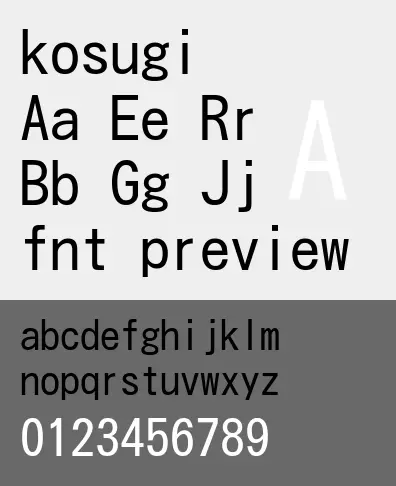 kosugi
Aa Ee Rr
Bb Gg Jj
A
fnt preview
abcdefghijklm
nopqrstuvwxyz
0123456789